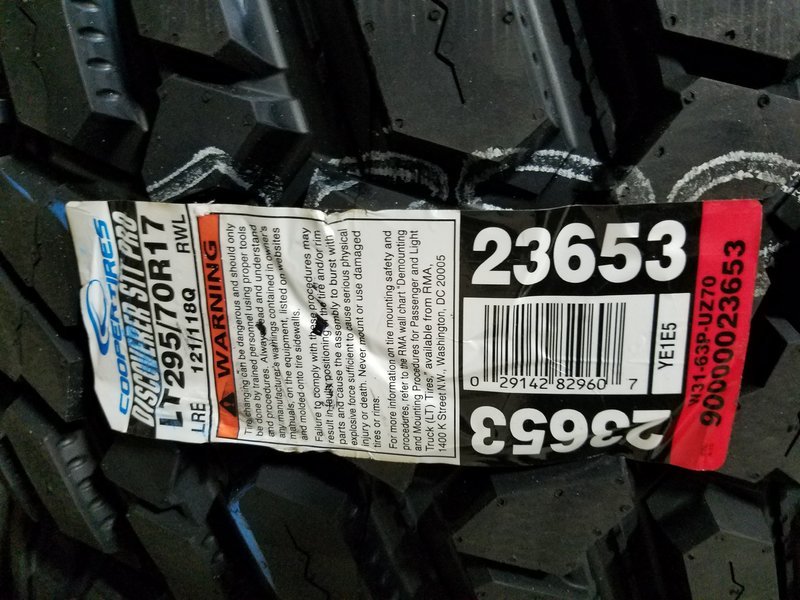 COOPERTIRES
DISCOVERER STT PRO
LT295/70R17
LRE 121/118Q RWL
WARNING
Tire changing can be dangerous and should only
be done by trained personnel using proper tools
and procedures. Always read and understand
any manufacturer's warnings contained in owner's
manuals, on the equipment, listed on websites
and molded onto tire sidewalls.
Failure to comply with these procedures may
result in faulty positioning of the tire and/or rim
parts and cause the assembly to burst with
explosive force sufficient to cause serious physical
injury or death. Never mount or use damaged
tires or rims.
For more information on tire mounting safety and
procedures, refer to the RMA wall chart "Demounting
and Mounting Procedures for Passenger and Light
Truck (LT) Tires," available from RMA,
1400 K Street N.W., Washington, DC 20005
23653
0 29142 82960 7
YE1E5
23653
W31-63P-UZ70
90000023653